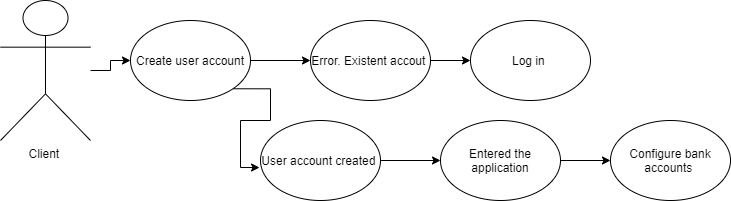 Create user account
Error. Existent accout
Log in
Client
User account created
Entered the
application
Configure bank
accounts